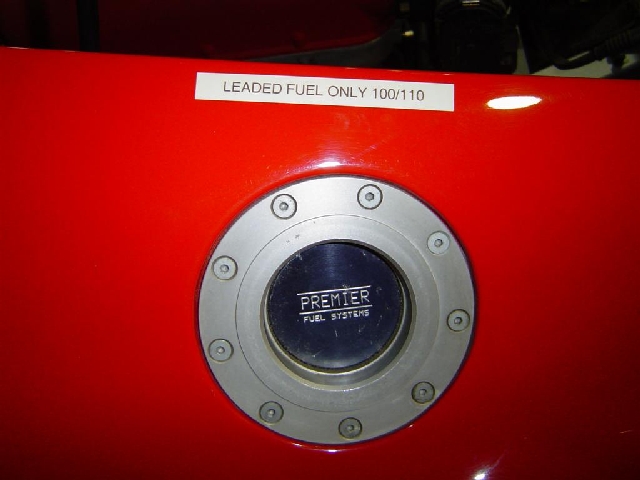 LEADED FUEL ONLY 100/110
PREMIER
FUEL SYSTEMS